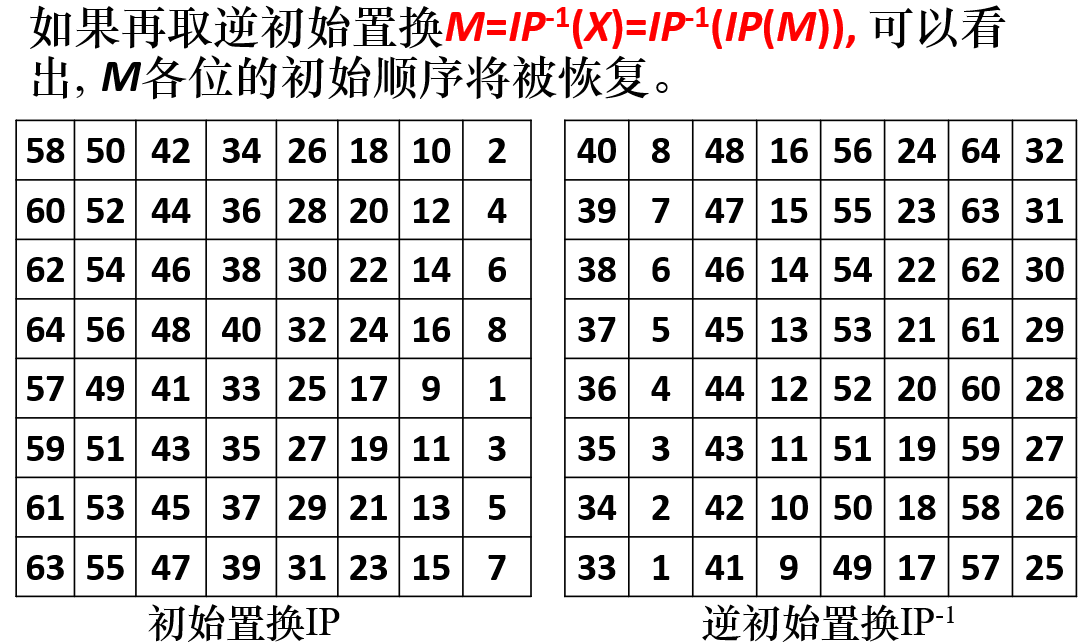 如果再取逆初始置换M=IP-1(X)=IP-1(IP(M)), 可以看
出, M各位的初始顺序将被恢复。
58 50 42 34 26 18 10 2
60 52 44 36 28 20 12 4
62 54 46 38 30 22 14 6
64 56 48 40 32 24 16 8
57 49 41 33 25 17 9 1
59 51 43 35 27 19 11 3
61 53 45 37 29 21 13 5
63 55 47 39 31 23 15 7
初始置换IP
40 8 48 16 56 24 64 32
39 7 47 15 55 23 63 31
38 6 46 14 54 22 62 30
37 5 45 13 53 21 61 29
36 4 44 12 52 20 60 28
35 3 43 11 51 19 59 27
34 2 42 10 50 18 58 26
33 1 41 9 49 17 57 25
逆初始置换IP-1